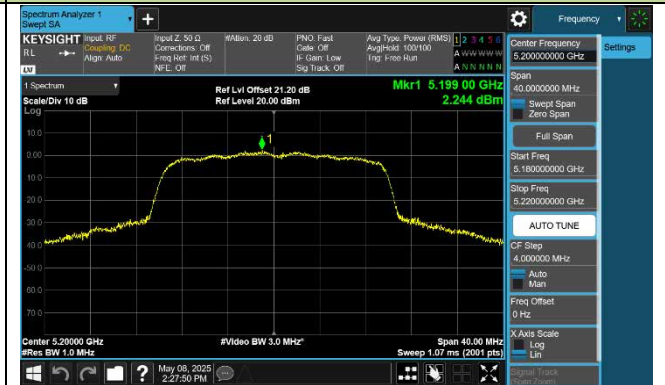 Spectrum Analyzer 1
Swept SA
Frequency
KEYSIGHT
RL
Input: RF
Coupling: DC
Align: Auto
Input Z: 50 Ω
Corrections: Off
Freq Ref: Int (S)
NFE: Off
#Atten: 20 dB
PNO: Fast
Gate: Off
IF Gain: Low
Sig Track: Off
Avg Type: Power (RMS)
Avg|Hold: 100/100
Trig: Free Run
1 2 3 4 5 6
A W W W W W
A N N N N N
1 Spectrum
Scale/Div 10 dB
Log
Ref Lvl Offset 21.20 dB
Ref Level 20.00 dBm
Mkr1 5.199 00 GHz
2.244 dBm
1
10.0
0.00
-10.0
-20.0
-30.0
-40.0
-50.0
-60.0
-70.0
Center 5.20000 GHz
#Res BW 1.0 MHz
#Video BW 3.0 MHz*
Span 40.00 MHz
Sweep 1.07 ms (2001 pts)
Center Frequency
5.200000000 GHz
Settings
Span
40.0000000 MHz
Swept Span
Zero Span
Full Span
Start Freq
5.180000000 GHz
Stop Freq
5.220000000 GHz
AUTO TUNE
CF Step
4.000000 MHz
Auto
Man
Freq Offset
0 Hz
X Axis Scale
Log
Lin
Signal Track
(Span Zoom)
May 08, 2025
2:27:50 PM